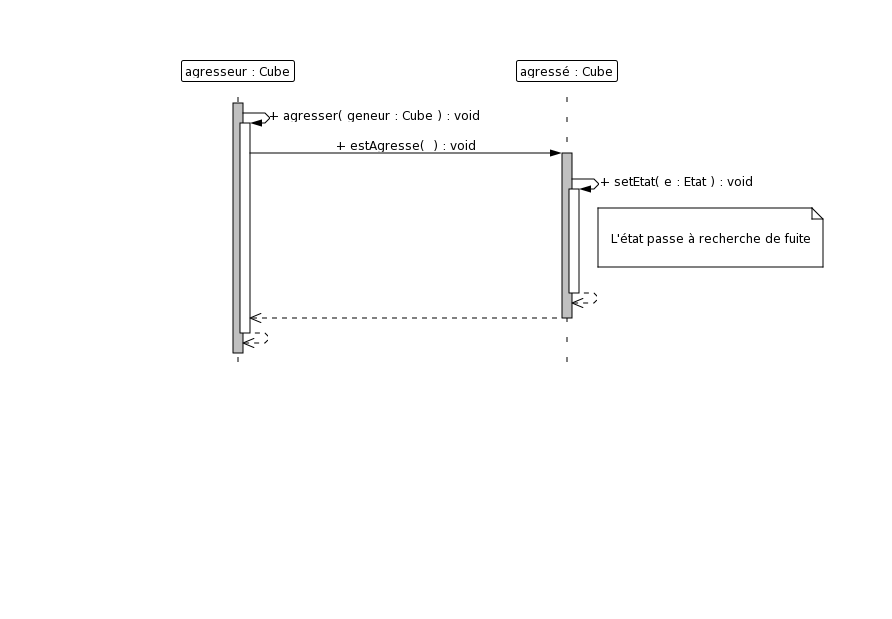 agresseur : Cube
agressé : Cube
+ agresser( geneur : Cube ) : void
+ estAgresse(  ) : void
+ setEtat( e : Etat ) : void
L'état passe à recherche de fuite